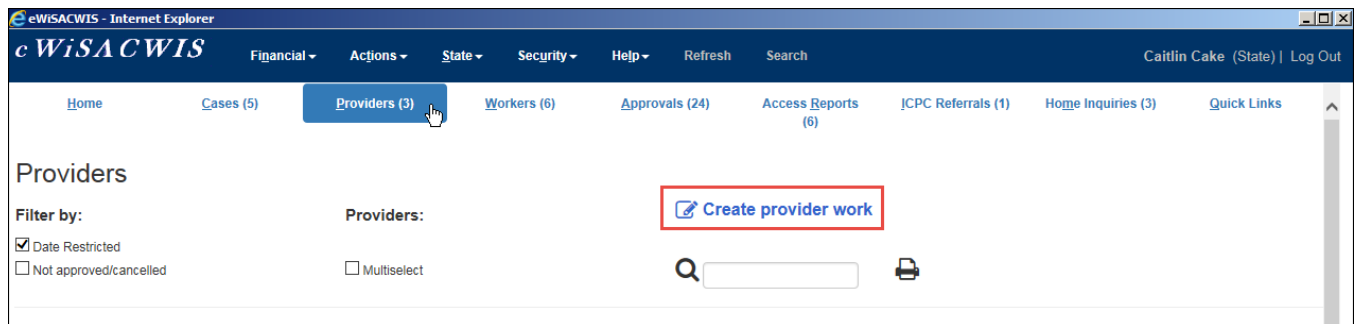 eWiSACWIS - Internet Explorer
eWiSACWIS Financial Actions State Security Help Refresh Search Caitlin Cake (State) | Log Out
Home Cases (5) Providers (3) Workers (6) Approvals (24) Access Reports (6) ICPC Referrals (1) Home Inquiries (3) Quick Links
Providers
Create provider work
Filter by: Providers:
Date Restricted
Not approved/cancelled Multiselect